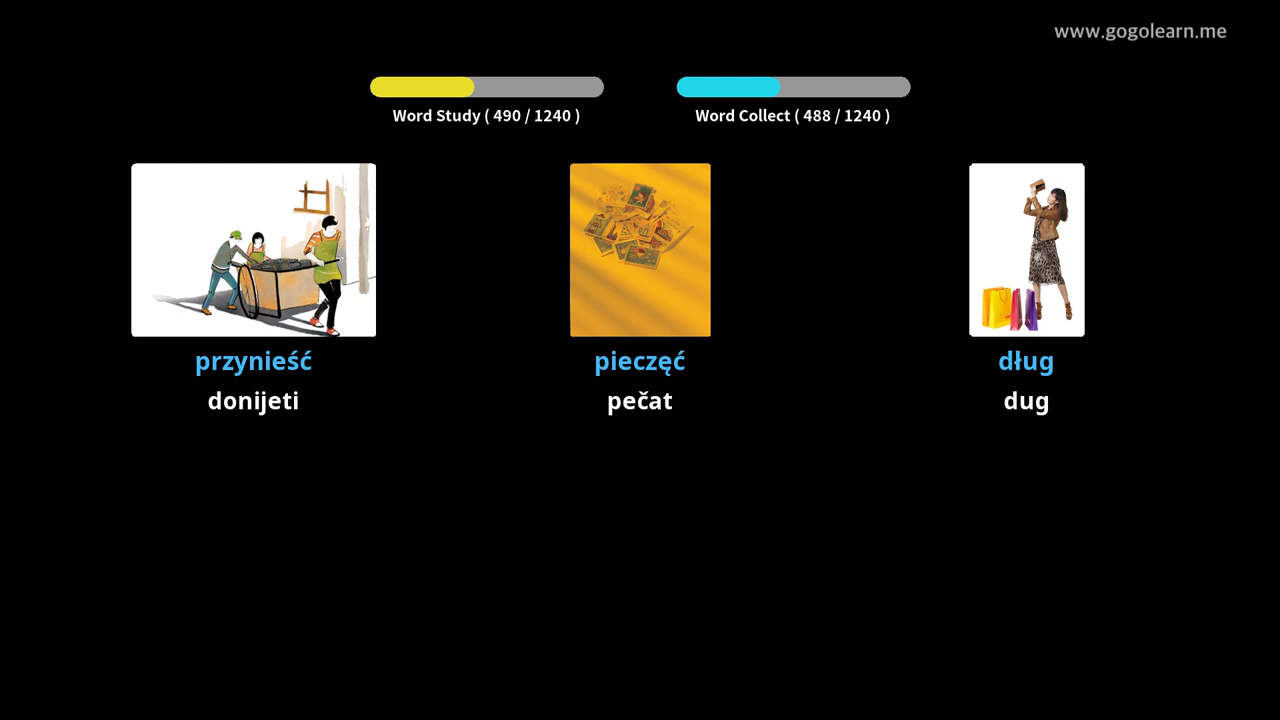 www.gogolearn.me
Word Study ( 490 / 1240 )
Word Collect ( 488 / 1240 )
przynieść
pieczęć
dług
donijeti
pečat
dug